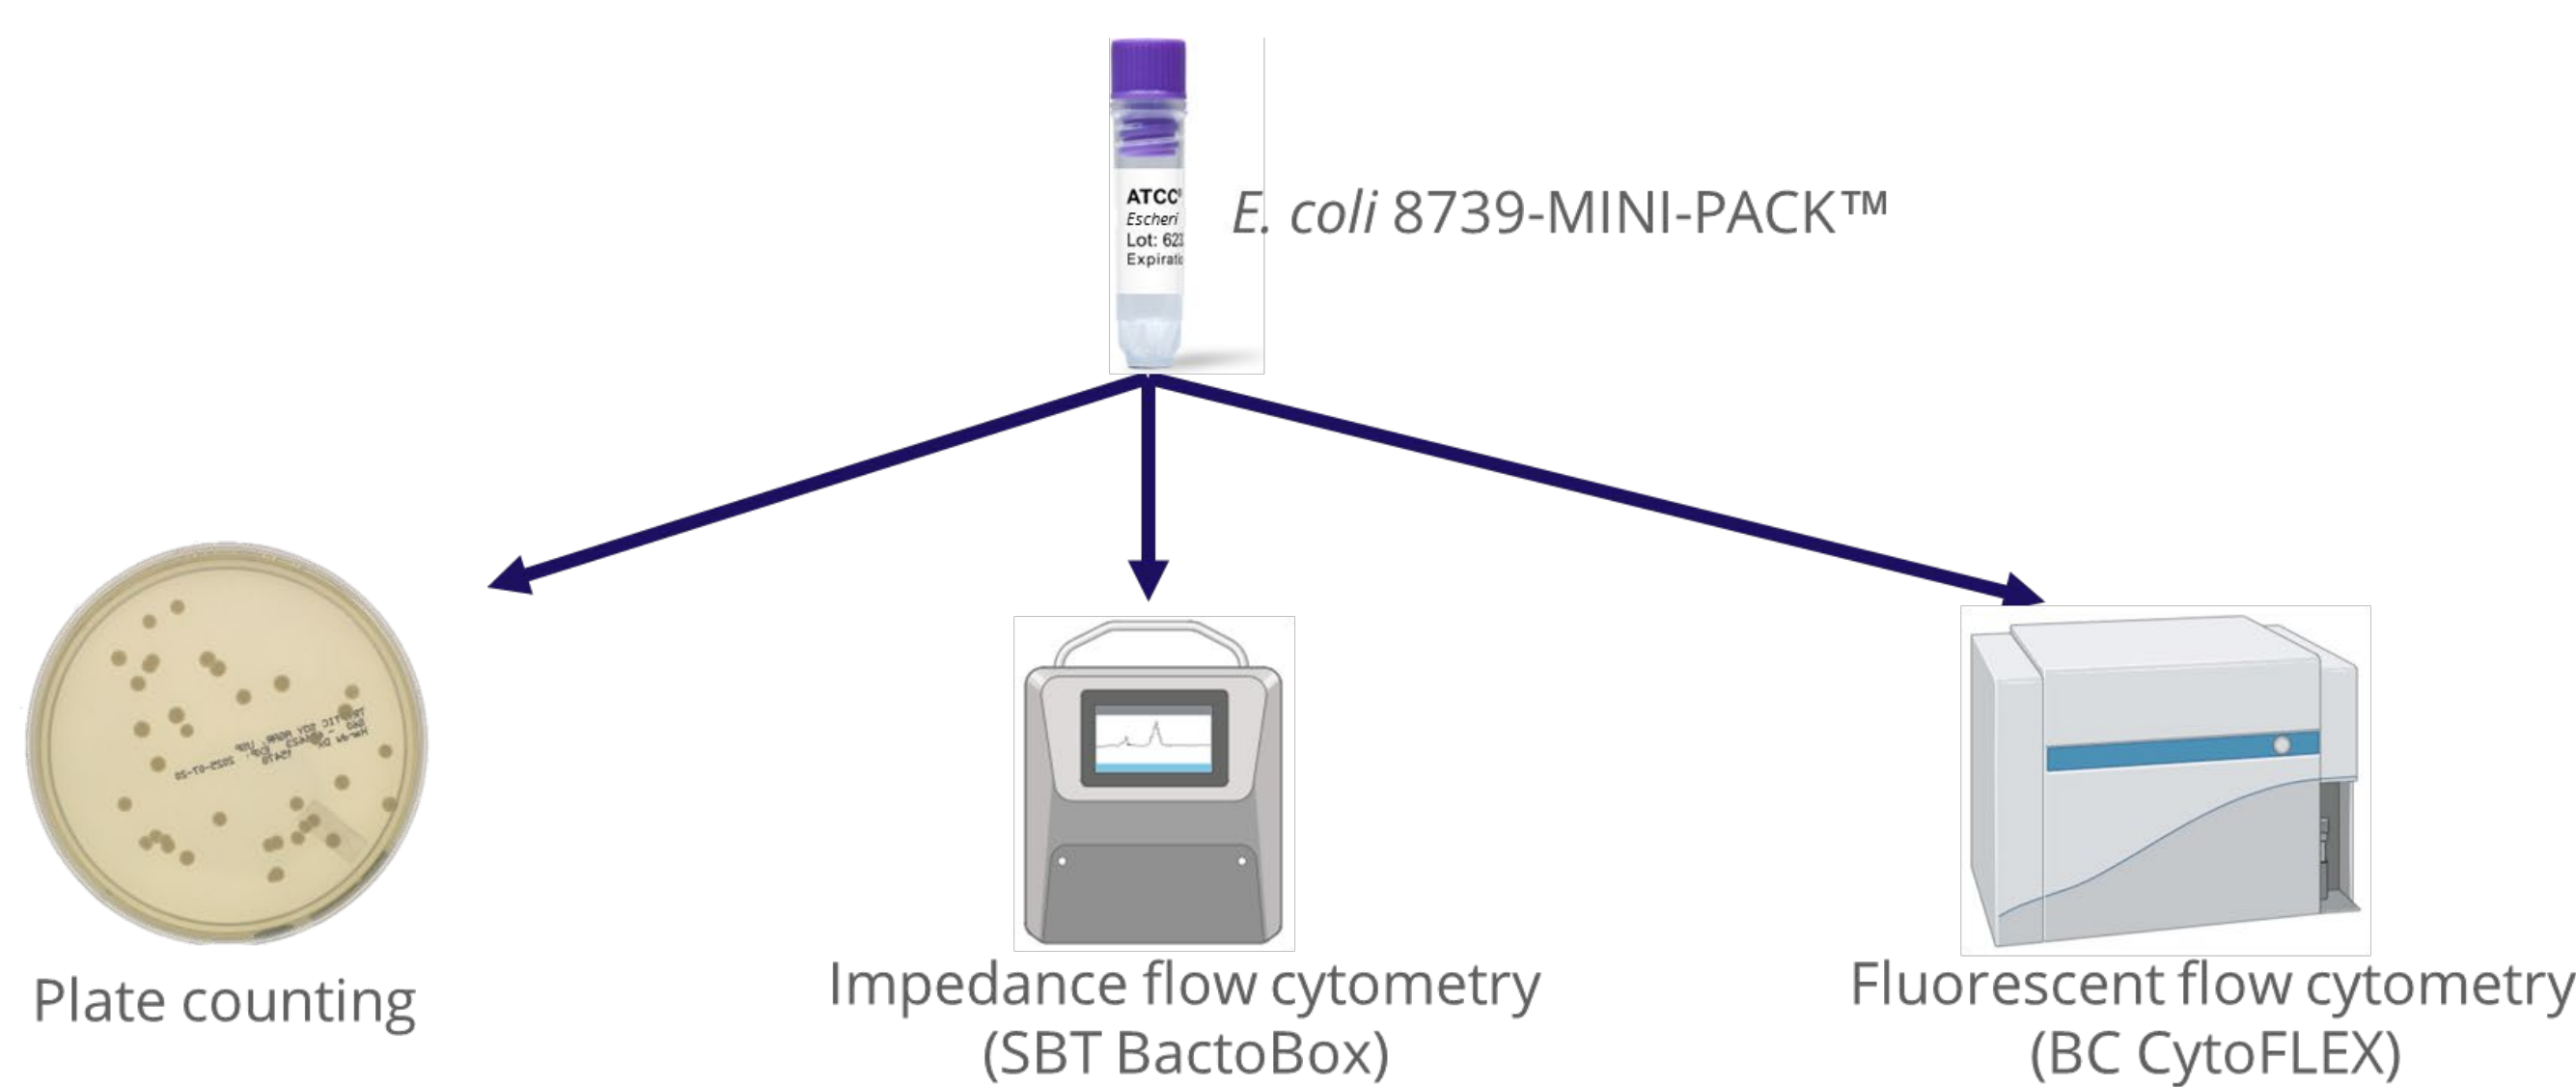 ATCC®
Escheri
Lot: 623
Expiratio
E. coli 8739-MINI-PACK™
Plate counting
Impedance flow cytometry
(SBT BactoBox)
Fluorescent flow cytometry
(BC CytoFLEX)